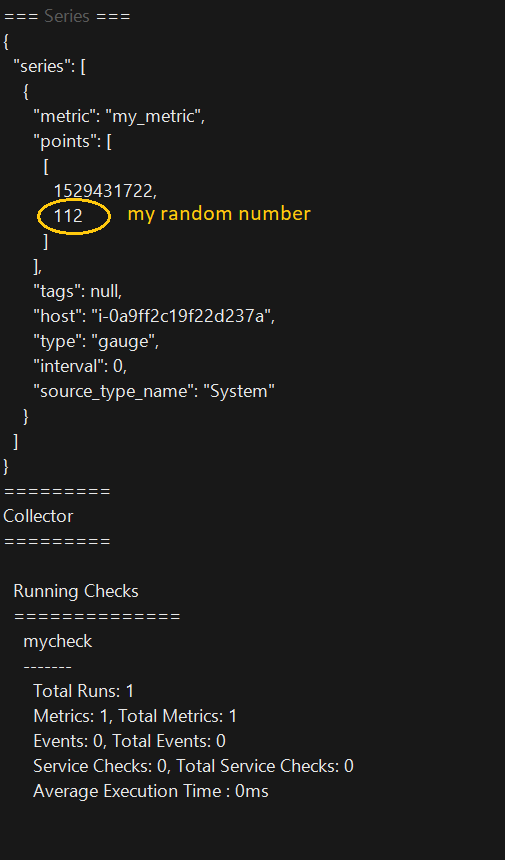 === Series ===
{
"series": [
{
"metric": "my_metric",
"points": [
[
1529431722,
112 my random number
]
],
"tags": null,
"host": "i-0a9ff2c19f22d237a",
"type": "gauge",
"interval": 0,
"source_type_name": "System"
}
]
}
=========
Collector
=========
Running Checks
==============
mycheck
-------
Total Runs: 1
Metrics: 1, Total Metrics: 1
Events: 0, Total Events: 0
Service Checks: 0, Total Service Checks: 0
Average Execution Time : 0ms